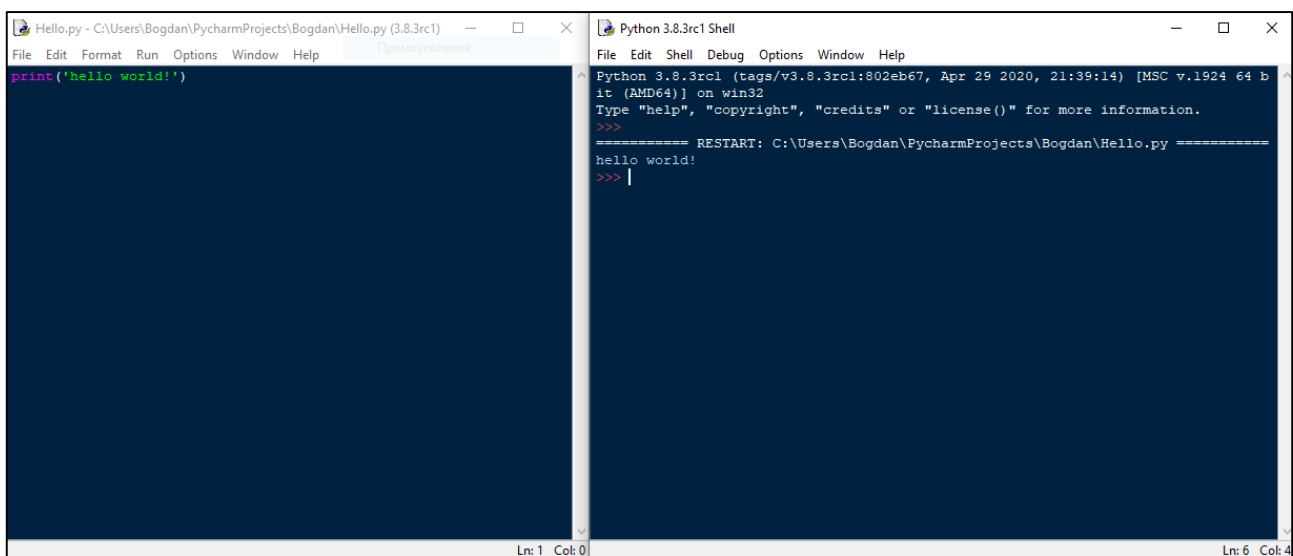 Hello.py - C:\Users\Bogdan\PycharmProjects\Bogdan\Hello.py (3.8.3rc1)
File Edit Format Run Options Window Help
Прямоугольник
print('hello world!')
Ln: 1 Col: 0
Python 3.8.3rc1 Shell
File Edit Shell Debug Options Window Help
Python 3.8.3rc1 (tags/v3.8.3rc1:802eb67, Apr 29 2020, 21:39:14) [MSC v.1924 64 b
it (AMD64)] on win32
Type "help", "copyright", "credits" or "license()" for more information.
>>>
=========== RESTART: C:\Users\Bogdan\PycharmProjects\Bogdan\Hello.py ===========
hello world!
>>>
Ln: 6 Col: 4